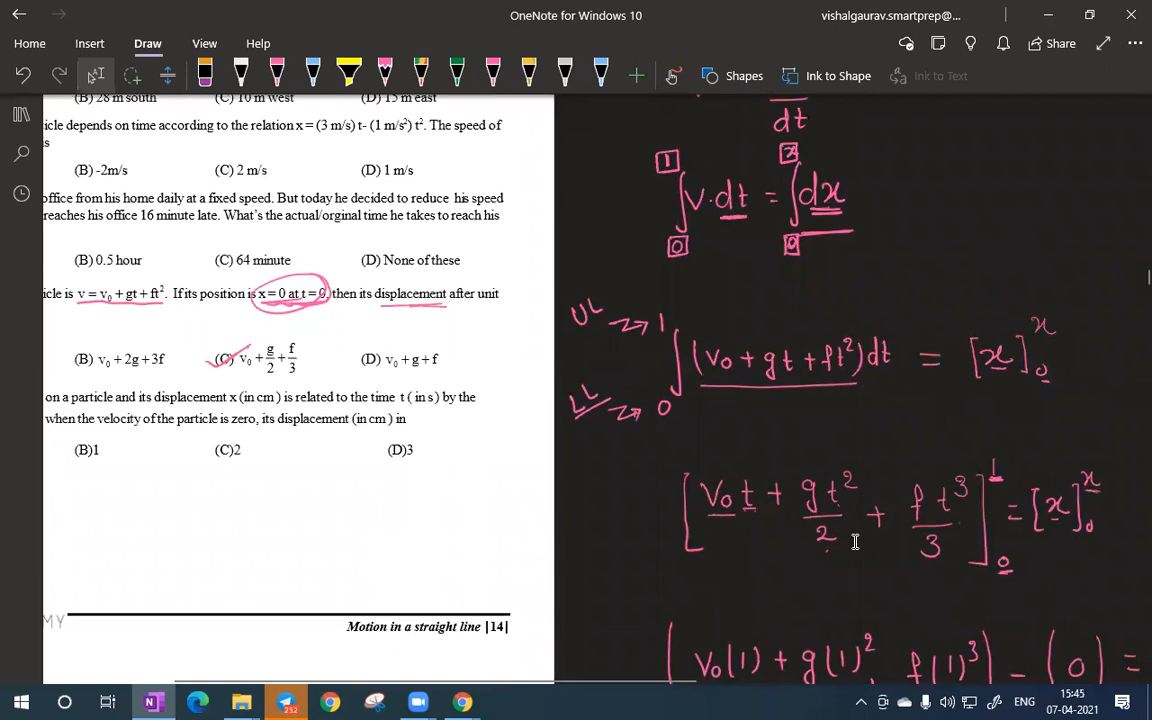 OneNote for Windows 10
vishalgaurav.smartprep@...
Home Insert Draw View Help
Share
Shapes
Ink to Shape
Ink to Text
(B) 28 m south (C) 10 m west (D) 15 m east
icle depends on time according to the relation x = (3 m/s) t- (1 m/s²) t². The speed of
s
(B) -2m/s (C) 2 m/s (D) 1 m/s
office from his home daily at a fixed speed. But today he decided to reduce his speed
reaches his office 16 minute late. What's the actual/orginal time he takes to reach his
(B) 0.5 hour (C) 64 minute (D) None of these
icle is v = v₀ + gt + ft². If its position is x = 0 at t = 0, then its displacement after unit
(B) v₀ + 2g + 3f (C) v₀ + g/2 + f/3 (D) v₀ + g + f
on a particle and its displacement x (in cm ) is related to the time t ( in s ) by the
when the velocity of the particle is zero, its displacement (in cm ) in
(B)1 (C)2 (D)3
MY
Motion in a straight line |14|
dt
1 x
∫ v·dt = ∫ dx
0 0
UL 1
∫ (v₀ + gt + ft²)dt = [x]₀ˣ
LL 0
[v₀t + gt²/2 + ft³/3]₀¹ = [x]₀ˣ
(v₀(1) + g(1)² f(1)³) - (0) =
252
ENG
15:45
07-04-2021